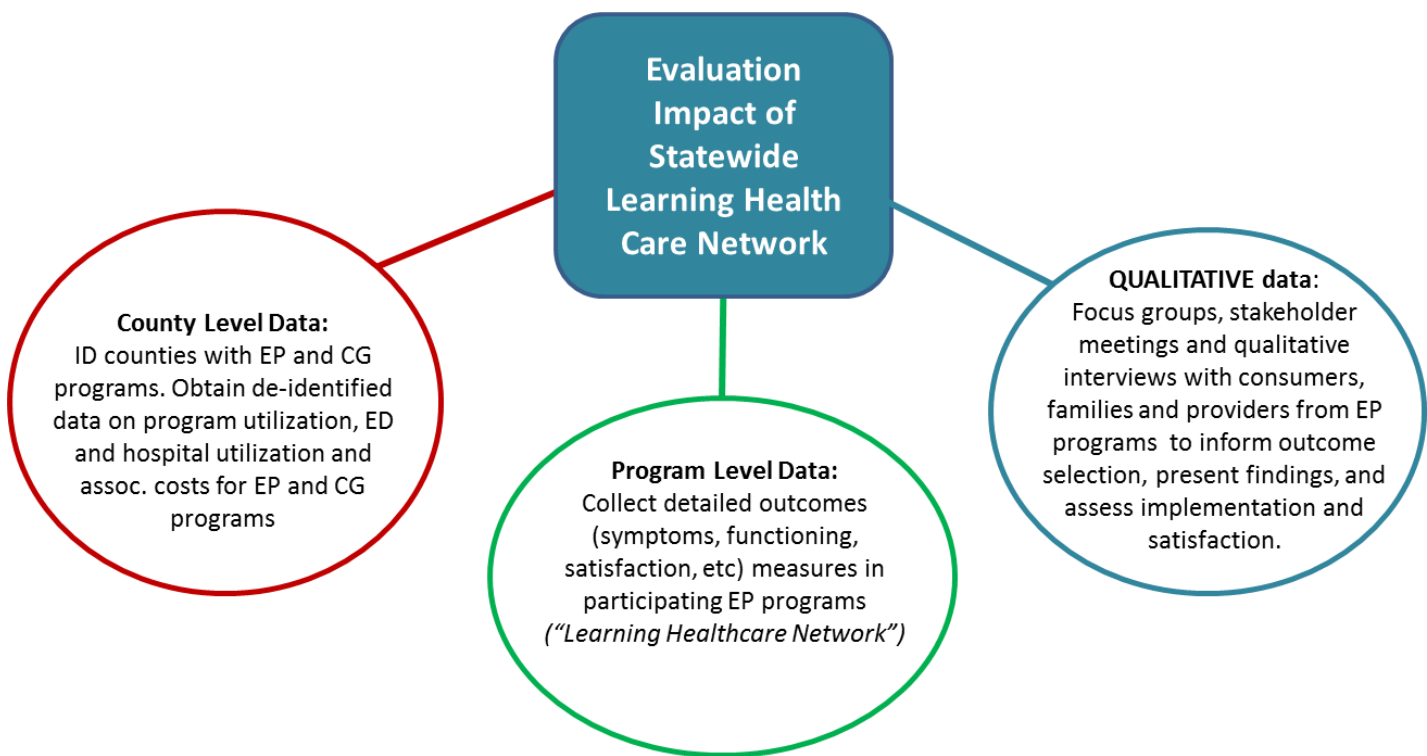 Evaluation
Impact of
Statewide
Learning Health
Care Network
County Level Data:
ID counties with EP and CG
programs. Obtain de-identified
data on program utilization, ED
and hospital utilization and
assoc. costs for EP and CG
programs
Program Level Data:
Collect detailed outcomes
(symptoms, functioning,
satisfaction, etc) measures in
participating EP programs
(“Learning Healthcare Network”)
QUALITATIVE data:
Focus groups, stakeholder
meetings and qualitative
interviews with consumers,
families and providers from EP
programs  to inform outcome
selection, present findings, and
assess implementation and
satisfaction.